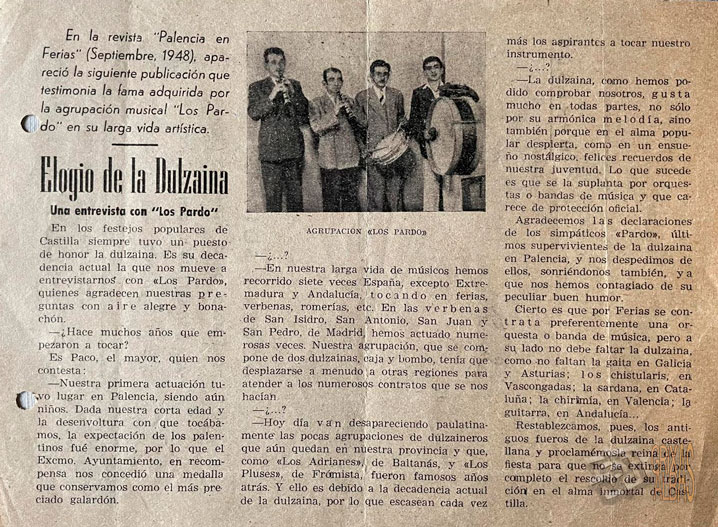 En la revista "Palencia en
Ferias" (Septiembre, 1948), apa-
reció la siguiente publicación que
testimonia la fama adquirida por
la agrupación musical "Los Par-
do" en su larga vida artística.
Elogio de la Dulzaina
Una entrevista con "Los Pardo"
En los festejos populares de
Castilla siempre tuvo un puesto
de honor la dulzaina. Es su deca-
dencia actual la que nos mueve a
entrevistarnos con «Los Pardo»,
quienes agradecen nuestras pre-
guntas con aire alegre y bona-
chón.
—¿Hace muchos años que em-
pezaron a tocar?
Es Paco, el mayor, quien nos
contesta:
—Nuestra primera actuación tu-
vo lugar en Palencia, siendo aún
niños. Dada nuestra corta edad y
la desenvoltura con que tocába-
mos, la expectación de los palen-
tinos fué enorme, por lo que el
Excmo. Ayuntamiento, en recom-
pensa nos concedió una medalla
que conservamos como el más pre-
ciado galardón.
AGRUPACIÓN «LOS PARDO»
—¿...?
—En nuestra larga vida de músicos hemos
recorrido siete veces España, excepto Extre-
madura y Andalucía, tocando en ferias,
verbenas, romerías, etc. En las verbenas
de San Isidro, San Antonio, San Juan y
San Pedro, de Madrid, hemos actuado nume-
rosas veces. Nuestra agrupación, que se com-
pone de dos dulzainas, caja y bombo, tenía que
desplazarse a menudo a otras regiones para
atender a los numerosos contratos que se nos
hacían
—¿...?
—Hoy día van desapareciendo paulatina-
mente las pocas agrupaciones de dulzaineros
que aún quedan en nuestra provincia y que,
como «Los Adrianes», de Baltanás, y «Los
Pluses», de Frómista, fueron famosos años
atrás. Y ello es debido a la decadencia actual
de la dulzaina, por lo que escasean cada vez
más los aspirantes a tocar nuestro
instrumento.
—¿...?
—La dulzaina, como hemos po-
dido comprobar nosotros, gusta
mucho en todas partes, no sólo
por su armónica melodía, sino
también porque en el alma popu-
lar despierta, como en un ensue-
ño nostálgico, felices recuerdos de
nuestra juventud. Lo que sucede
es que se la suplanta por orques-
tas o bandas de música y que ca-
rece de protección oficial.
Agradecemos las declaraciones
de los simpáticos «Pardo», últi-
mos supervivientes de la dulzaina
en Palencia, y nos despedimos de
ellos, sonriéndonos también, ya
que nos hemos contagiado de su
peculiar buen humor.
Cierto es que por Ferias se con-
trata preferentemente una or-
questa o banda de música, pero a
su lado no debe faltar la dulzaina,
como no faltan la gaita en Galicia
y Asturias; los chistularis, en
Vascongadas; la sardana, en Cata-
luña; la chirimía, en Valencia; la
guitarra, en Andalucía...
Restablezcamos, pues, los anti-
guos fueros de la dulzaina caste-
llana y proclamémosla reina de la
fiesta para que no se extinga por
completo el rescoldo de su tradi-
ción en el alma inmortal de Cas-
tilla.